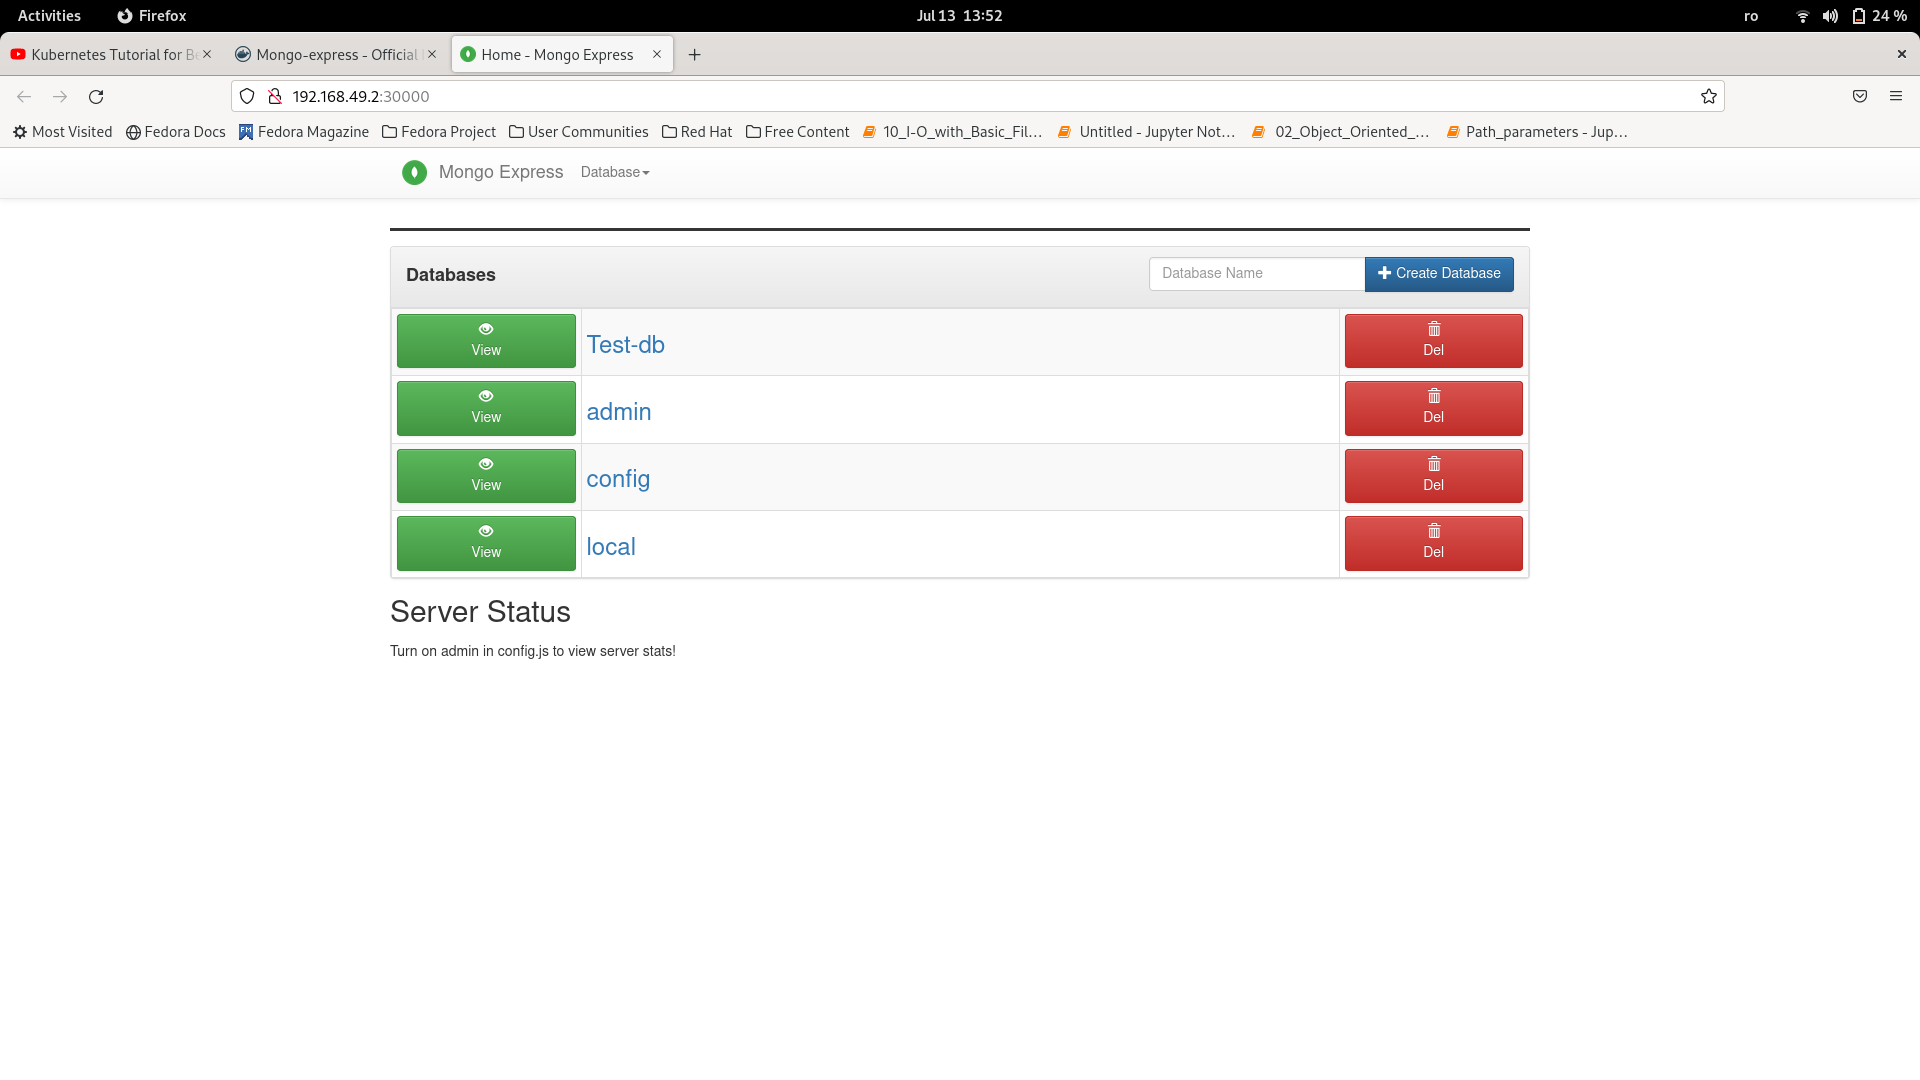 Activities Firefox Jul 13 13:52 ro 24 %
Kubernetes Tutorial for Be Mongo-express - Official Home - Mongo Express
192.168.49.2:30000
Most Visited Fedora Docs Fedora Magazine Fedora Project User Communities Red Hat Free Content 10_I-O_with_Basic_Fil… Untitled - Jupyter Not… 02_Object_Oriented_… Path_parameters - Jup…
Mongo Express Database
Databases Database Name Create Database
View Test-db Del
View admin Del
View config Del
View local Del
Server Status
Turn on admin in config.js to view server stats!